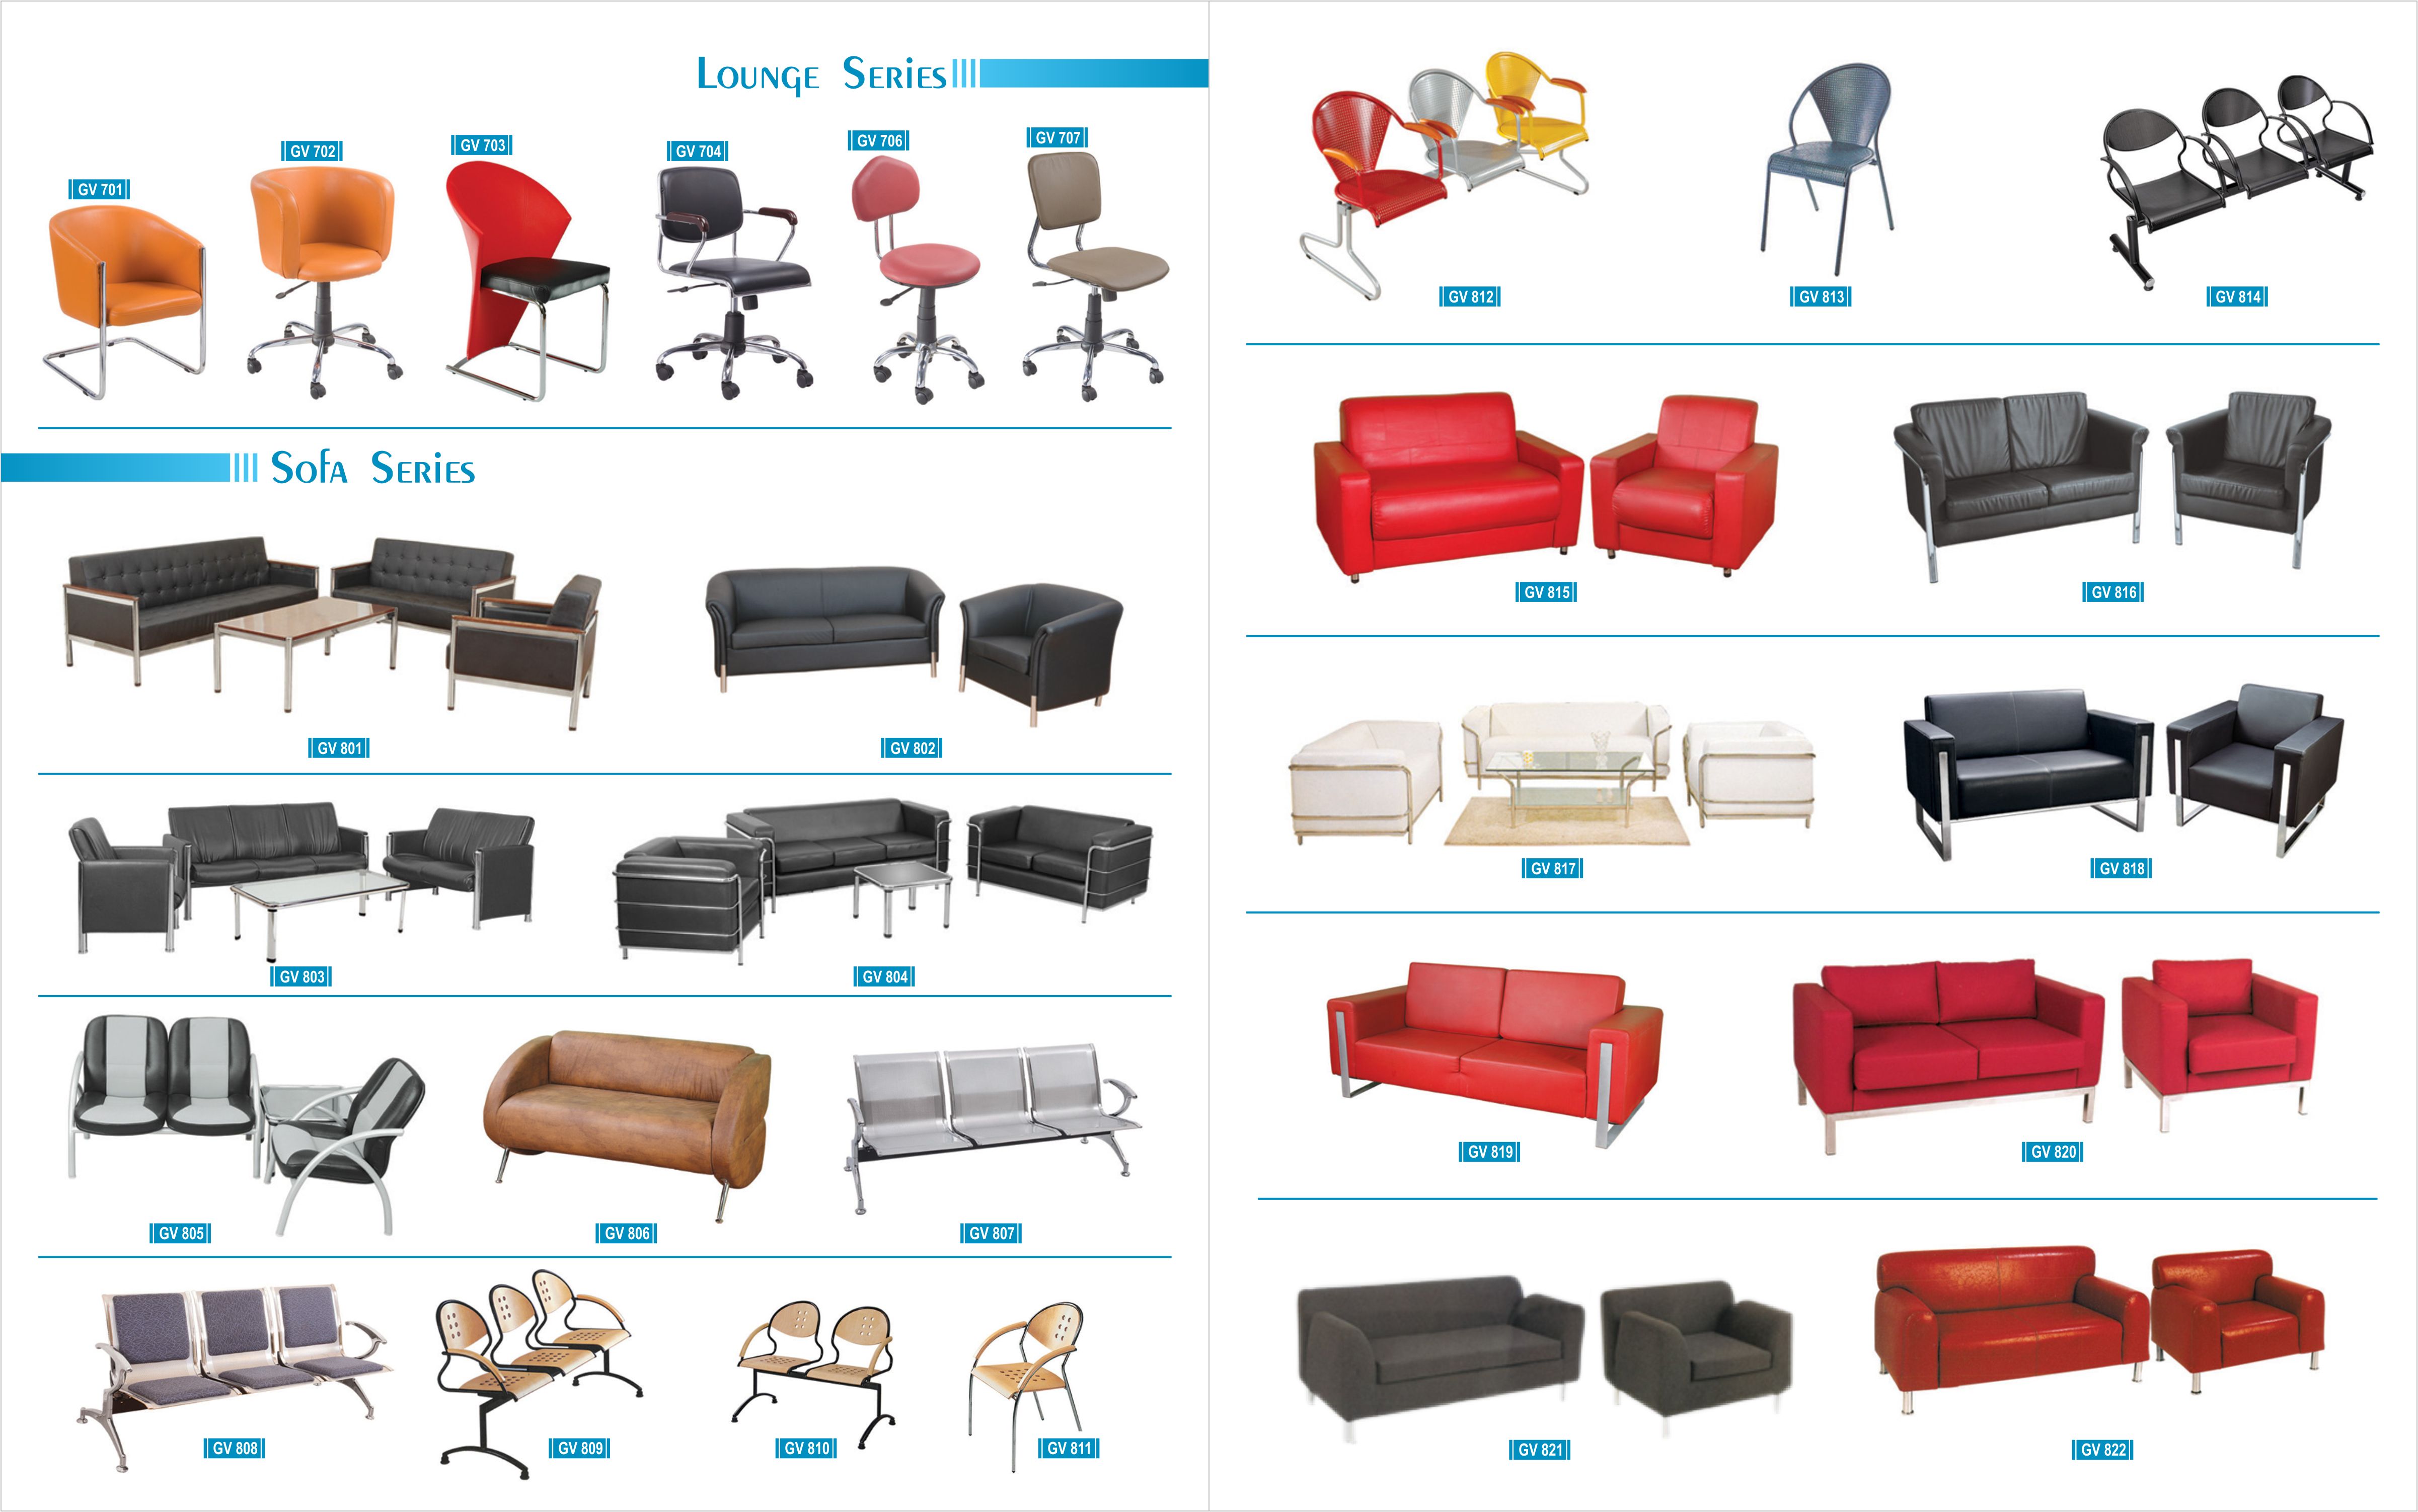 Lounge Series
GV 701
GV 702
GV 703
GV 704
GV 706
GV 707
Sofa Series
GV 801
GV 802
GV 803
GV 804
GV 805
GV 806
GV 807
GV 808
GV 809
GV 810
GV 811
GV 812
GV 813
GV 814
GV 815
GV 816
GV 817
GV 818
GV 819
GV 820
GV 821
GV 822